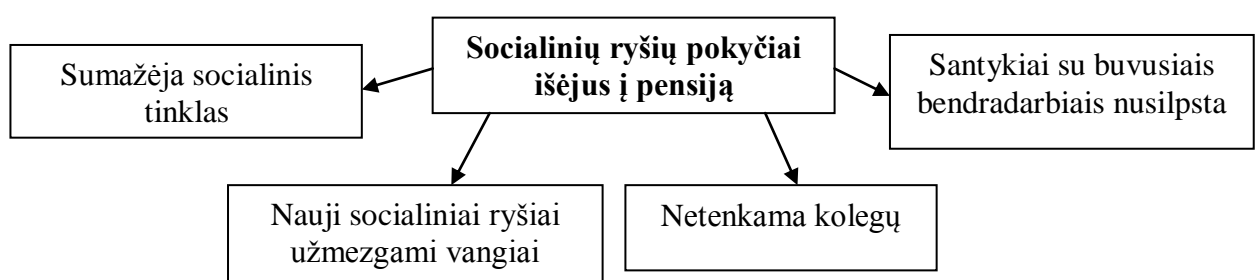 Socialinių ryšių pokyčiai
išėjus į pensiją
Sumažėja socialinis
tinklas
Santykiai su buvusiais
bendradarbiais nusilpsta
Nauji socialiniai ryšiai
užmezgami vangiai
Netenkama kolegų